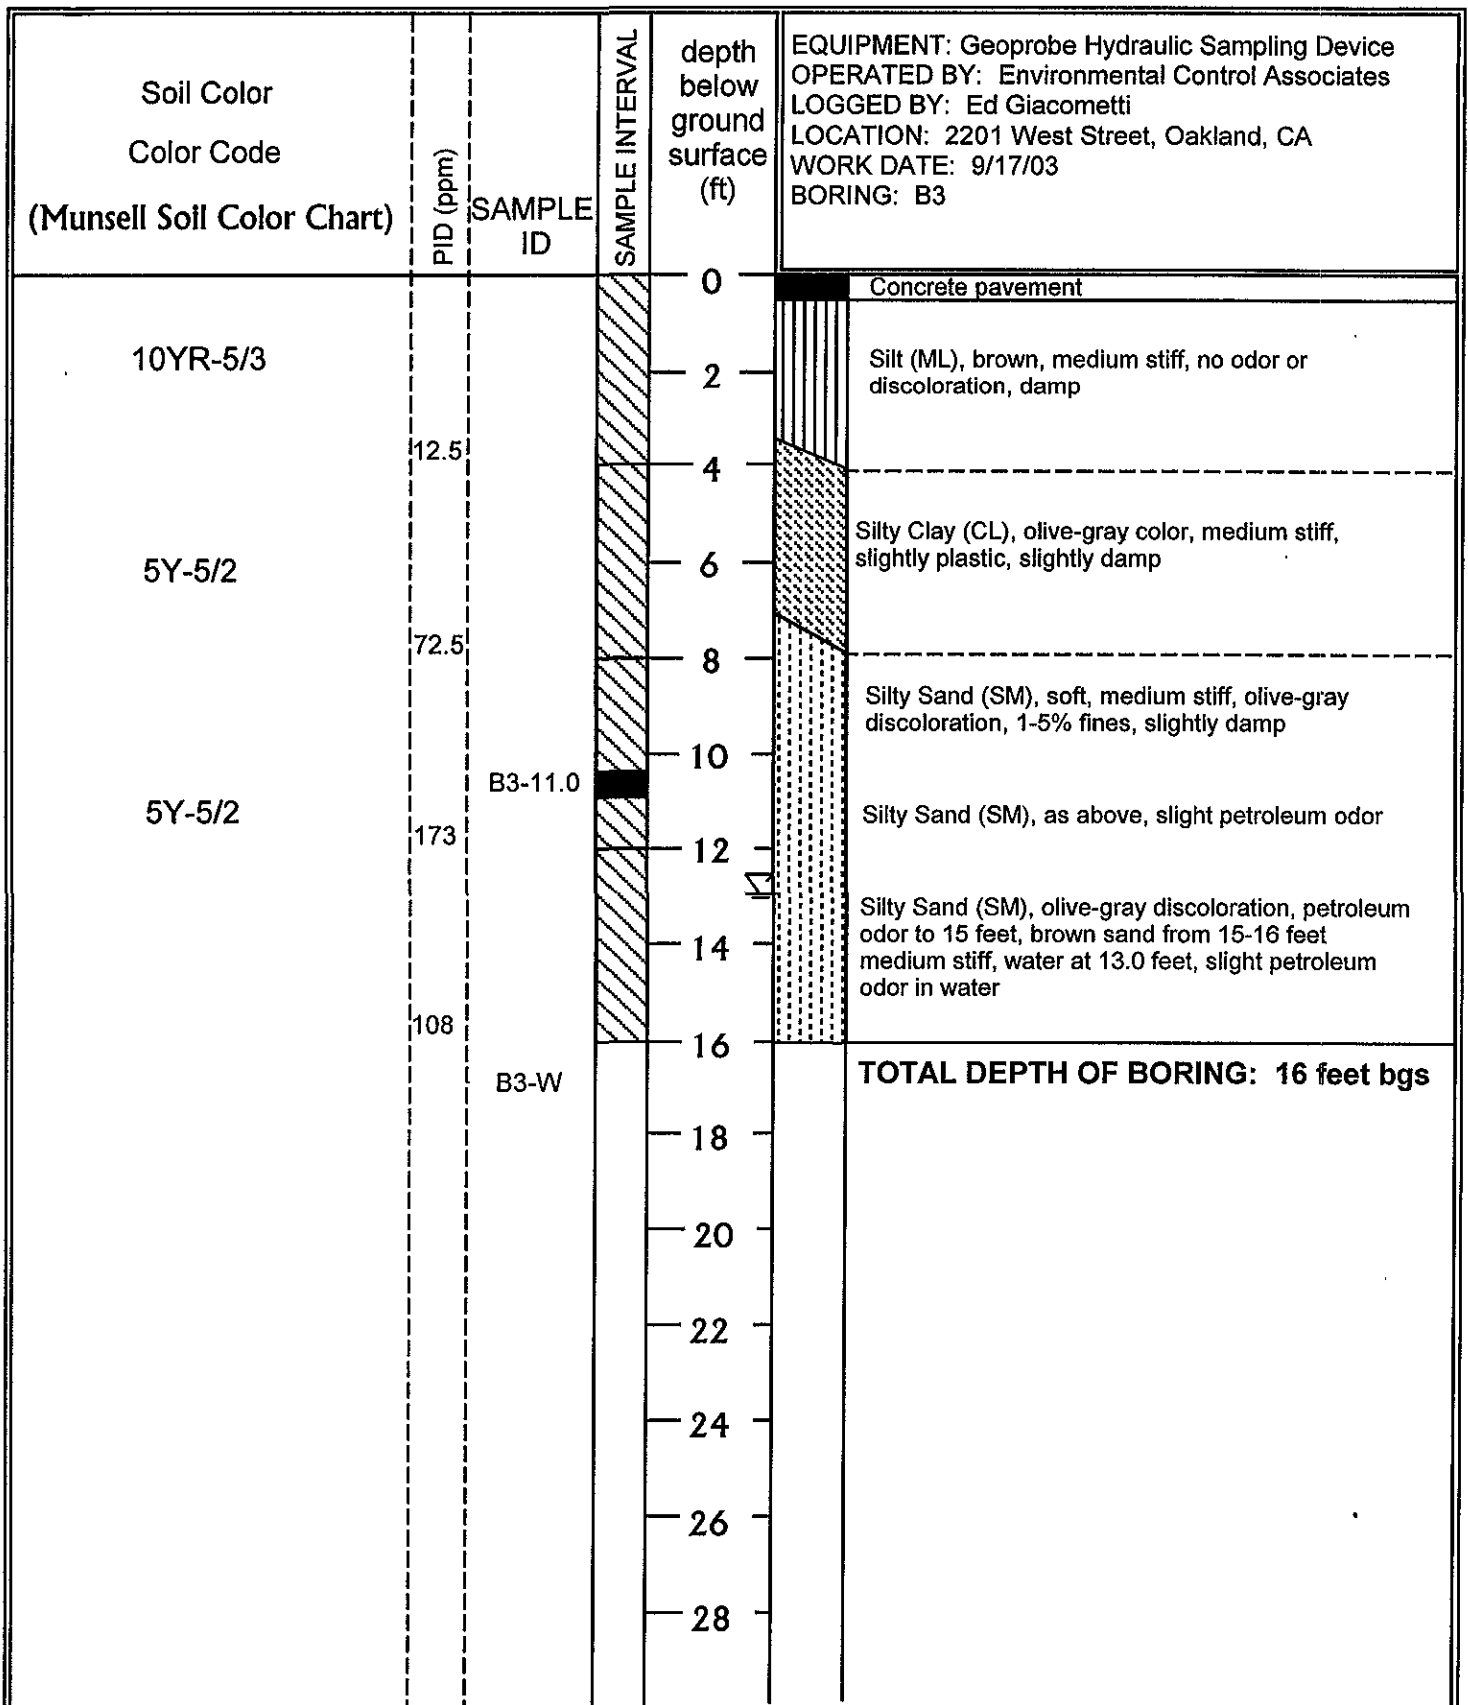 Soil Color
Color Code
(Munsell Soil Color Chart)
PID (ppm)
SAMPLE
ID
SAMPLE INTERVAL
depth
below
ground
surface
(ft)
EQUIPMENT: Geoprobe Hydraulic Sampling Device
OPERATED BY: Environmental Control Associates
LOGGED BY: Ed Giacometti
LOCATION: 2201 West Street, Oakland, CA
WORK DATE: 9/17/03
BORING: B3
0
Concrete pavement
10YR-5/3
2
Silt (ML), brown, medium stiff, no odor or
discoloration, damp
12.5
4
5Y-5/2
6
Silty Clay (CL), olive-gray color, medium stiff,
slightly plastic, slightly damp
72.5
8
Silty Sand (SM), soft, medium stiff, olive-gray
discoloration, 1-5% fines, slightly damp
10
B3-11.0
5Y-5/2
Silty Sand (SM), as above, slight petroleum odor
173
12
Silty Sand (SM), olive-gray discoloration, petroleum
odor to 15 feet, brown sand from 15-16 feet
medium stiff, water at 13.0 feet, slight petroleum
odor in water
14
108
16
B3-W
TOTAL DEPTH OF BORING: 16 feet bgs
18
20
22
24
26
28